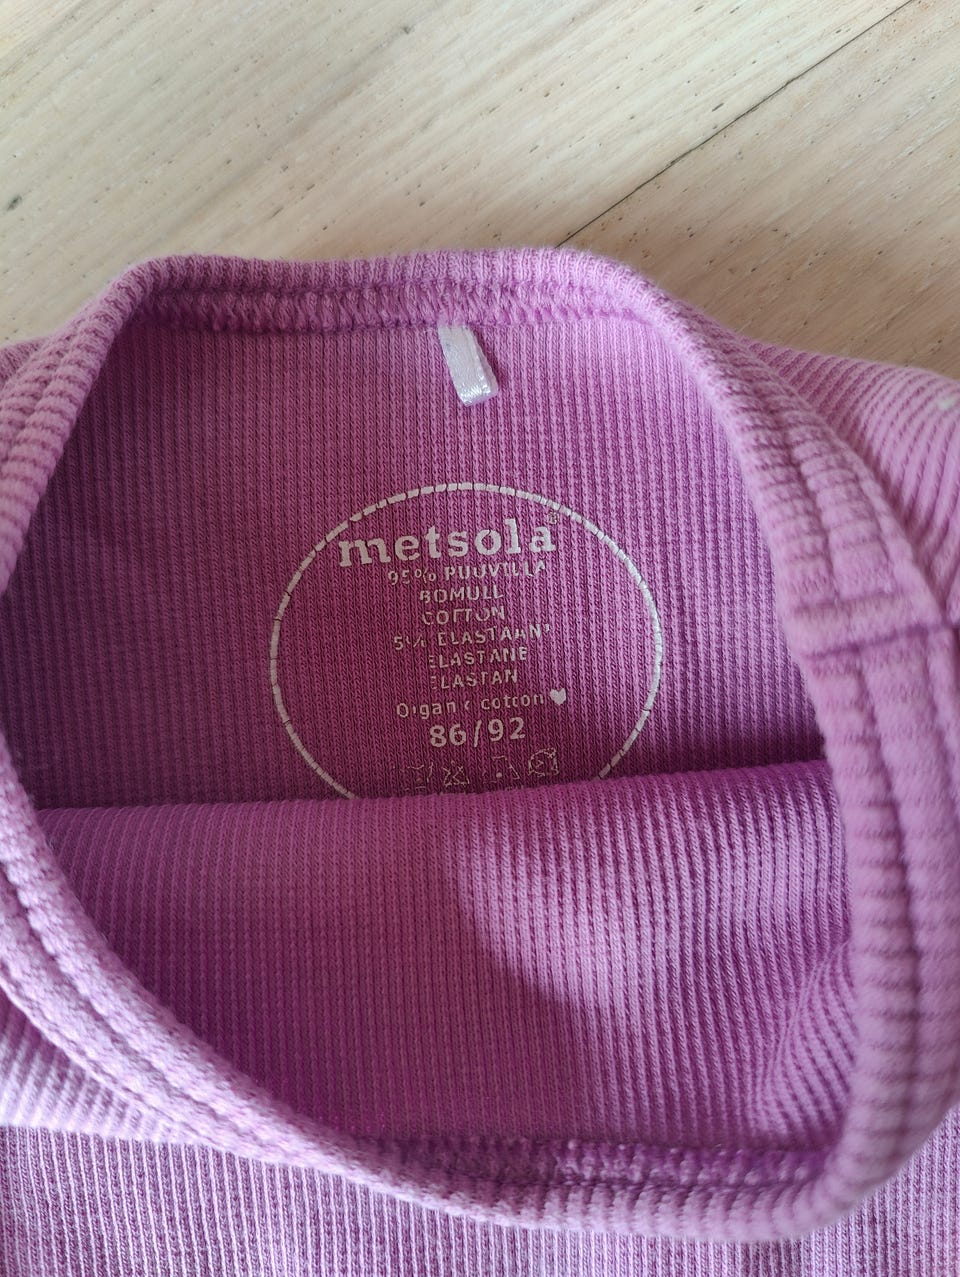 metsola®
95% PUUVILLA
BOMULL
COTTON
5% ELASTAANI
ELASTANE
ELASTAN
Organic cotton
86/92